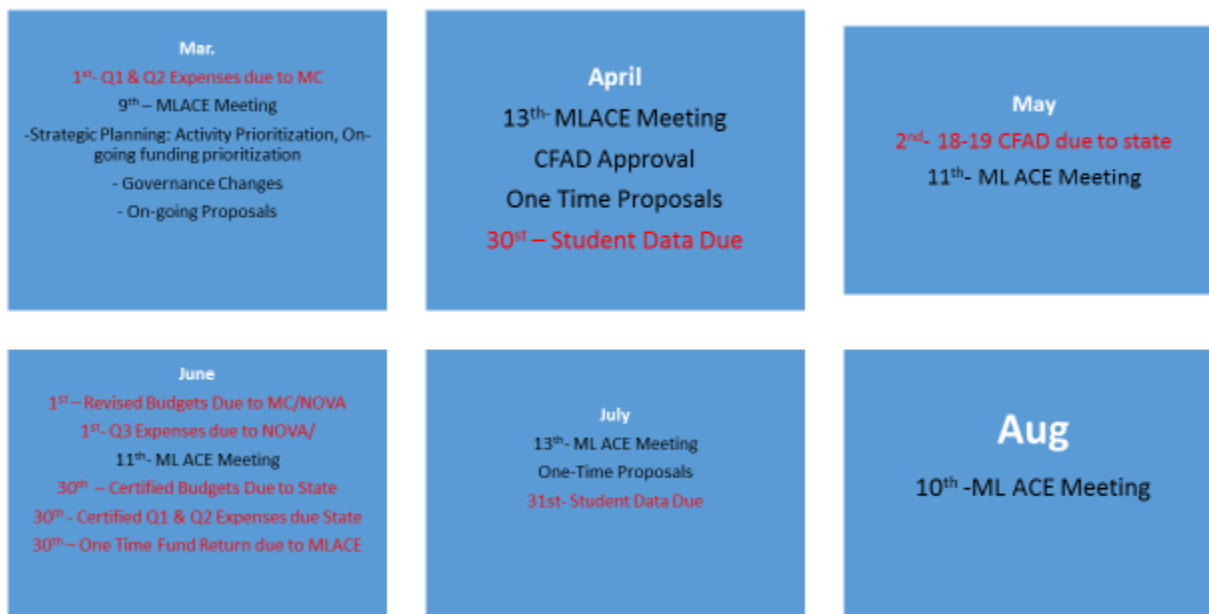 Mar.
1st- Q1 & Q2 Expenses due to MC
9th – MLACE Meeting
-Strategic Planning: Activity Prioritization, On-
going funding prioritization
- Governance Changes
- On-going Proposals
April
13th- MLACE Meeting
CFAD Approval
One Time Proposals
30st – Student Data Due
May
2nd- 18-19 CFAD due to state
11th- ML ACE Meeting
June
1st – Revised Budgets Due to MC/NOVA
1st- Q3 Expenses due to NOVA/
11th- ML ACE Meeting
30th – Certified Budgets Due to State
30th - Certified Q1 & Q2 Expenses due State
30th – One Time Fund Return due to MLACE
July
13th- ML ACE Meeting
One-Time Proposals
31st- Student Data Due
Aug
10th -ML ACE Meeting